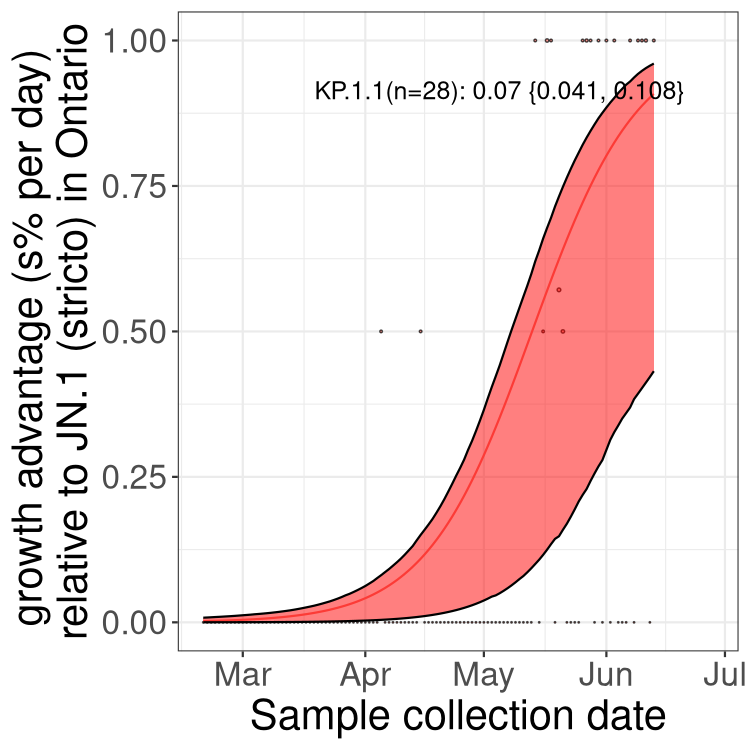 growth advantage (s% per day)
relative to JN.1 (stricto) in Ontario
1.00
0.75
0.50
0.25
0.00
KP.1.1(n=28): 0.07 {0.041, 0.108}
Mar Apr May Jun Jul
Sample collection date